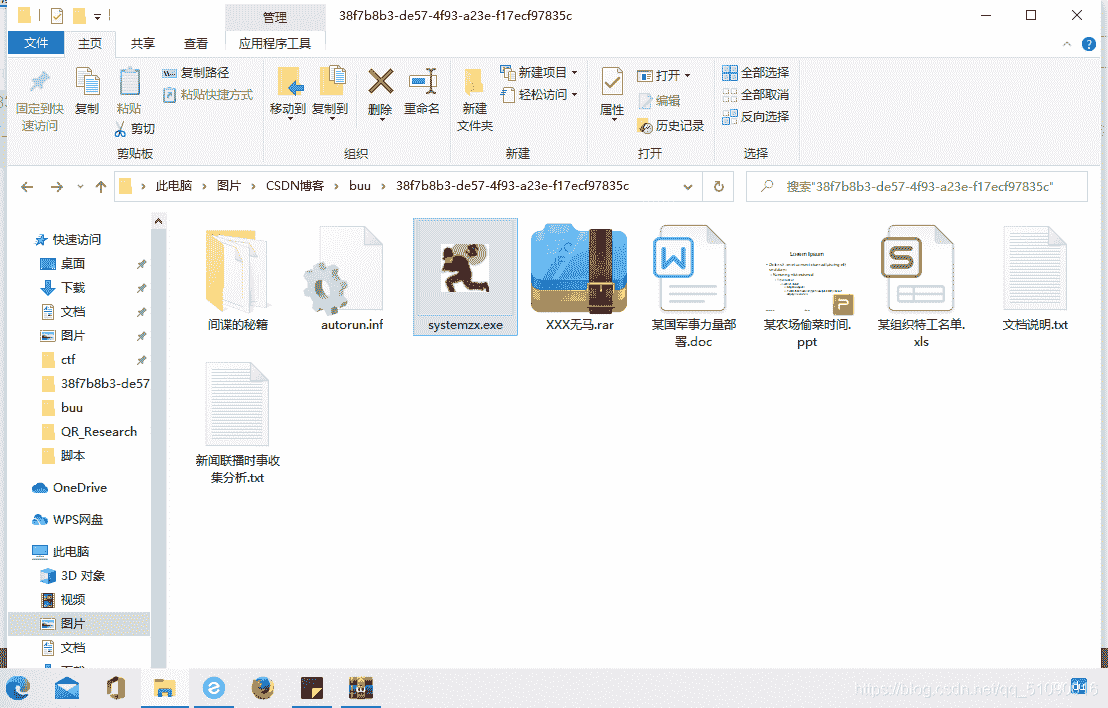 管理
38f7b8b3-de57-4f93-a23e-f17ecf97835c
文件
主页
共享
查看
应用程序工具
固定到快
速访问
复制
粘贴
复制路径
粘贴快捷方式
剪切
剪贴板
移动到
复制到
删除
重命名
组织
新建
文件夹
新建项目
轻松访问
新建
属性
打开
编辑
历史记录
打开
全部选择
全部取消
反向选择
选择
此电脑 › 图片 › CSDN博客 › buu › 38f7b8b3-de57-4f93-a23e-f17ecf97835c
搜索"38f7b8b3-de57-4f93-a23e-f17ecf97835c"
快速访问
桌面
下载
文档
图片
ctf
38f7b8b3-de57
buu
QR_Research
脚本
OneDrive
WPS网盘
此电脑
3D 对象
视频
图片
文档
间谍的秘籍
autorun.inf
systemzx.exe
XXX无马.rar
某国军事力量部
署.doc
Lorem Ipsum
某农场偷菜时间.
ppt
某组织特工名单.
xls
文档说明.txt
新闻联播时事收
集分析.txt